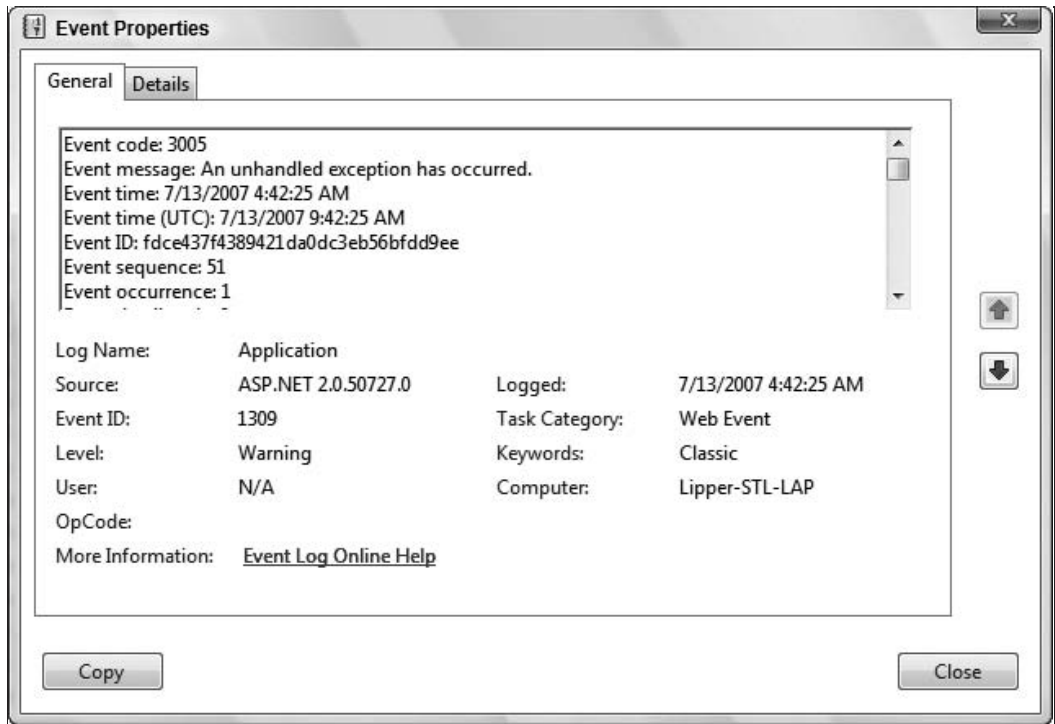 Event Properties
General Details
Event code: 3005
Event message: An unhandled exception has occurred.
Event time: 7/13/2007 4:42:25 AM
Event time (UTC): 7/13/2007 9:42:25 AM
Event ID: fdce437f4389421da0dc3eb56bfdd9ee
Event sequence: 51
Event occurrence: 1
Log Name: Application
Source: ASP.NET 2.0.50727.0 Logged: 7/13/2007 4:42:25 AM
Event ID: 1309 Task Category: Web Event
Level: Warning Keywords: Classic
User: N/A Computer: Lipper-STL-LAP
OpCode:
More Information: Event Log Online Help
Copy Close